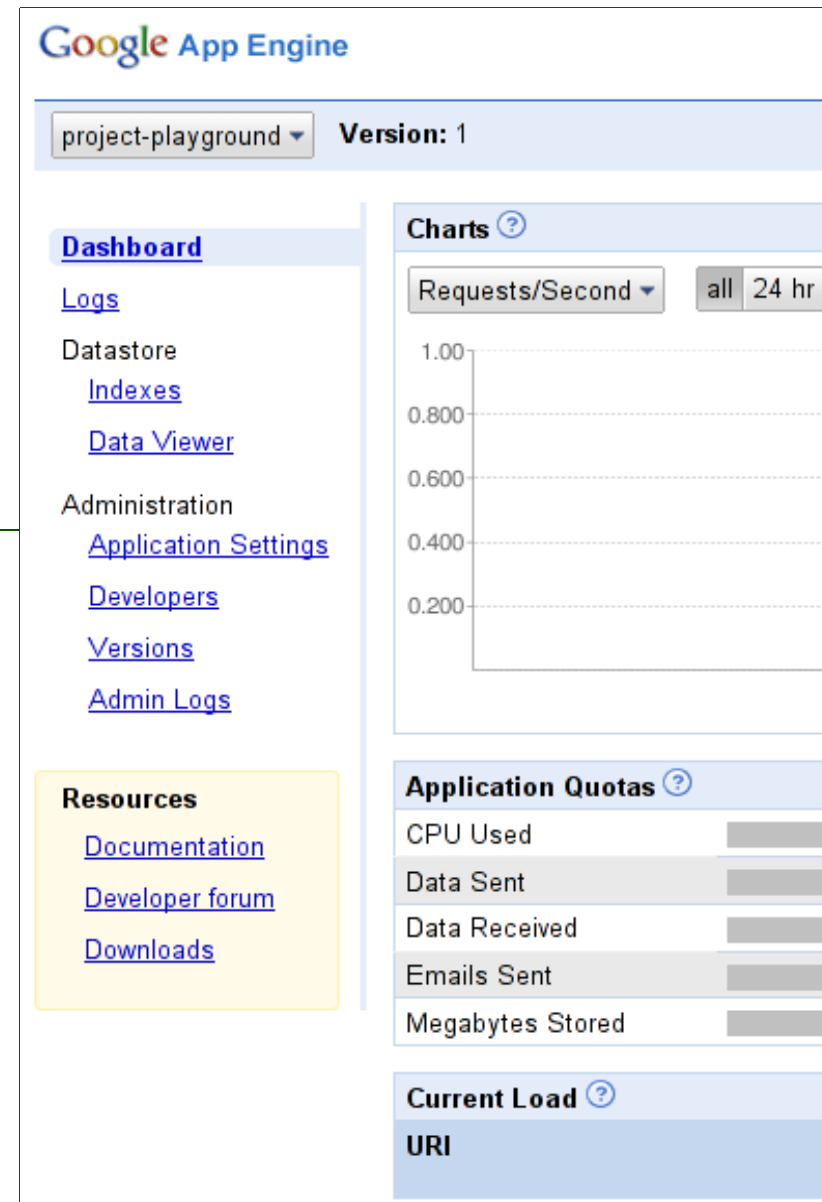 Google App Engine
project-playground Version: 1
Dashboard
Logs
Datastore
Indexes
Data Viewer
Administration
Application Settings
Developers
Versions
Admin Logs
Resources
Documentation
Developer forum
Downloads
Charts ?
Requests/Second all 24 hr
1.00
0.800
0.600
0.400
0.200
Application Quotas ?
CPU Used
Data Sent
Data Received
Emails Sent
Megabytes Stored
Current Load ?
URI